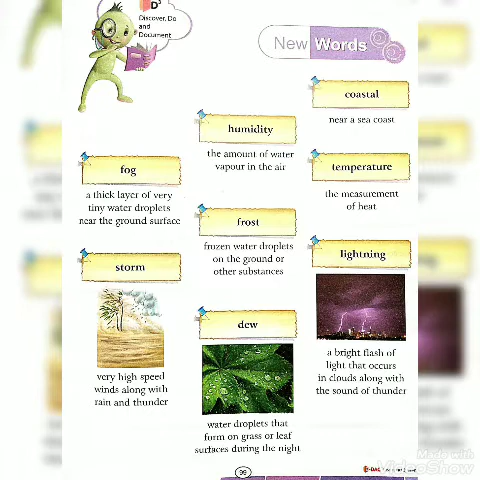 D³
Discover, Do
and
Document
New Words
coastal
near a sea coast
humidity
the amount of water
vapour in the air
fog
a thick layer of very
tiny water droplets
near the ground surface
temperature
the measurement
of heat
frost
frozen water droplets
on the ground or
other substances
storm
very high speed
winds along with
rain and thunder
lightning
a bright flash of
light that occurs
in clouds along with
the sound of thunder
dew
water droplets that
form on grass or leaf
surfaces during the night
99
Made with
VideoShow